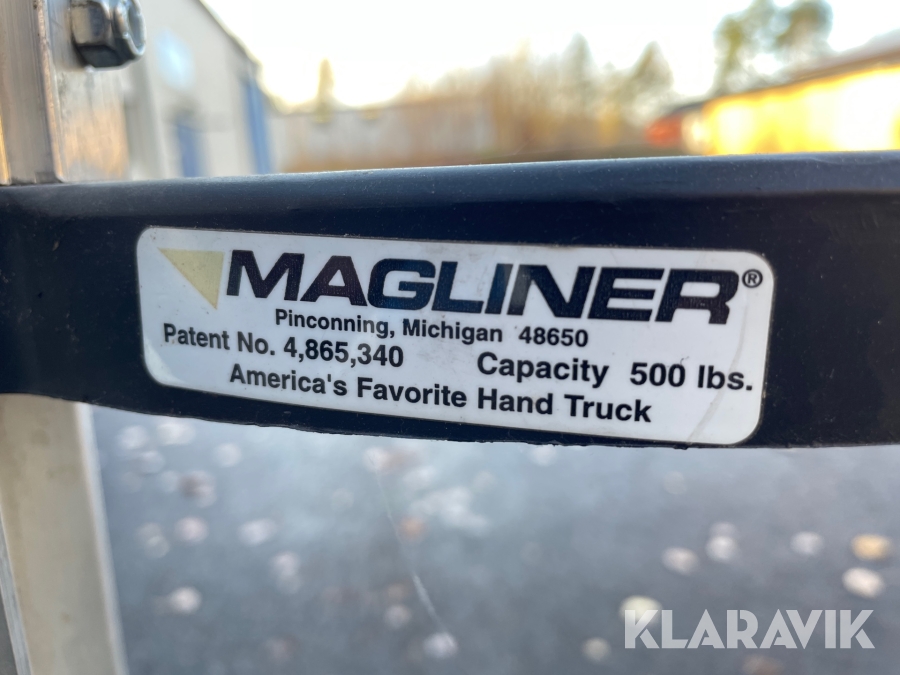 MAGLINER®
Pinconning, Michigan 48650
Patent No. 4,865,340 Capacity 500 lbs.
America's Favorite Hand Truck
KLARAVIK